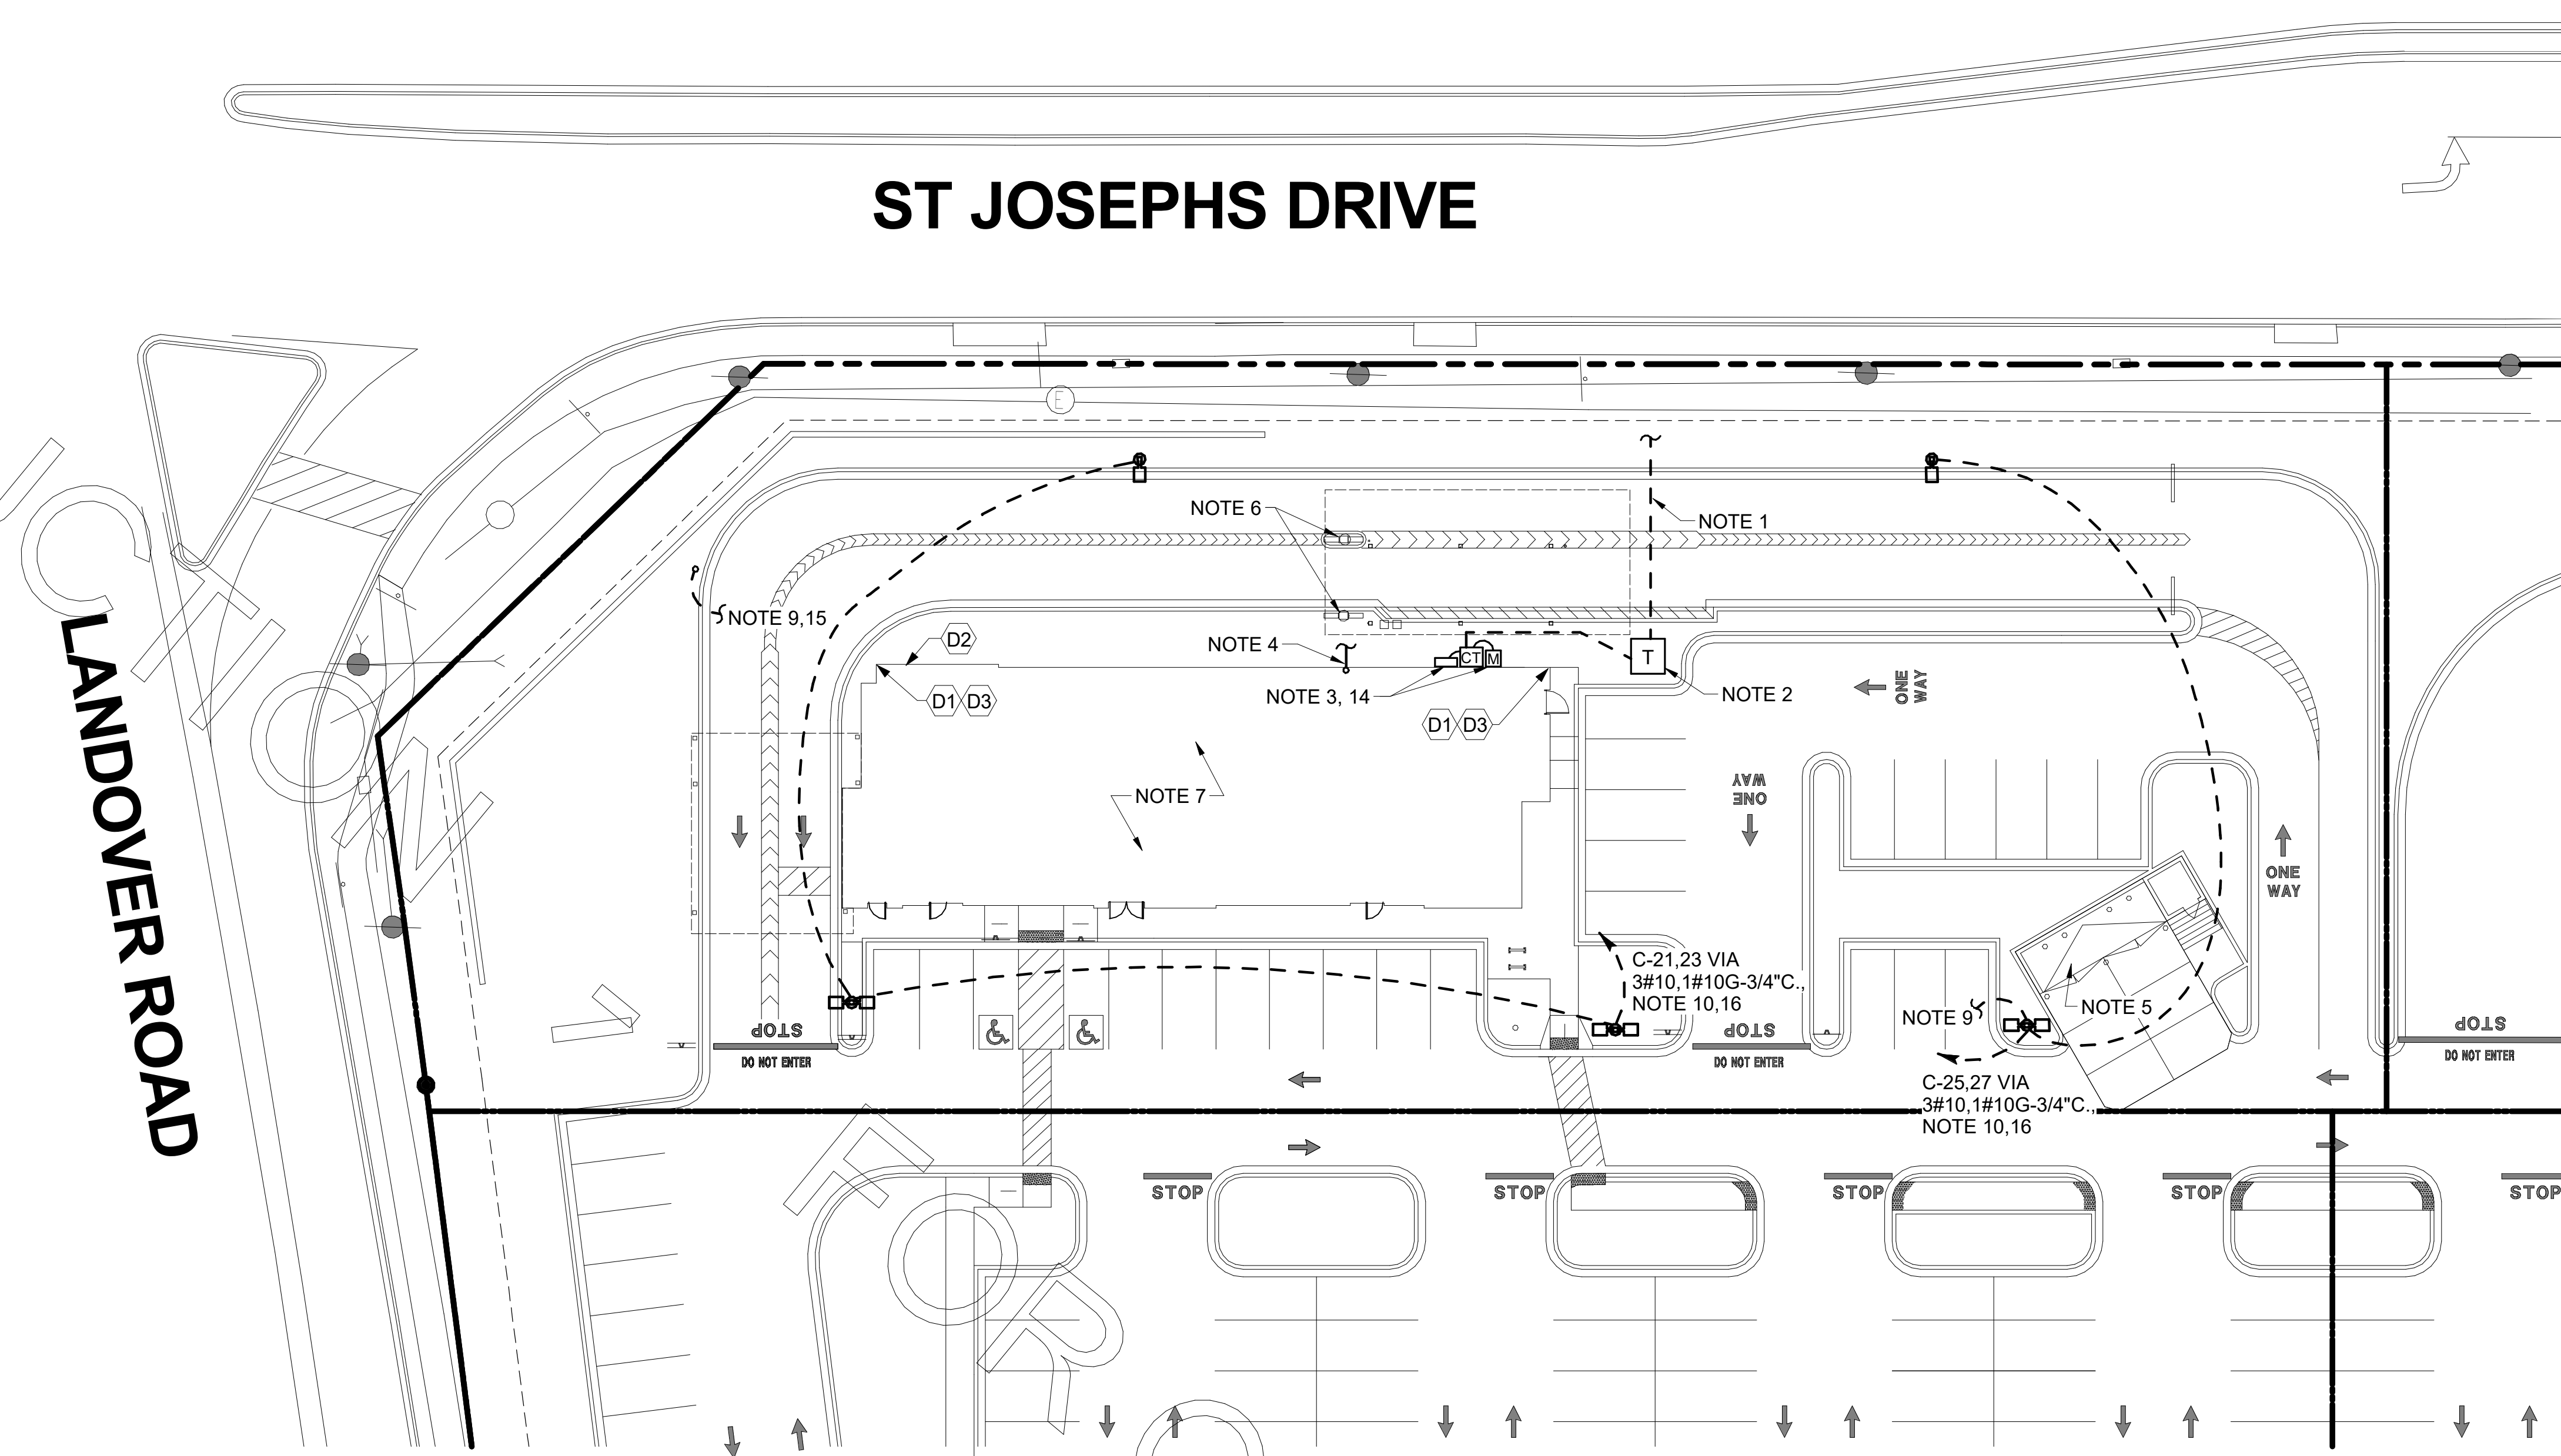 ST JOSEPHS DRIVE
E
NOTE 6
NOTE 1
NOTE 9,15
D2
NOTE 4
CT
M
T
D1
D3
NOTE 3, 14
NOTE 2
ONE
WAY
D1
D3
ONE
WAY
NOTE 7
ONE
WAY
LANDOVER ROAD
C-21,23 VIA
3#10,1#10G-3/4"C.,
NOTE 10,16
NOTE 9
NOTE 5
STOP
DO NOT ENTER
STOP
DO NOT ENTER
STOP
DO NOT ENTER
C-25,27 VIA
3#10,1#10G-3/4"C.,
NOTE 10,16
STOP
STOP
STOP
STOP
STOP
FOR